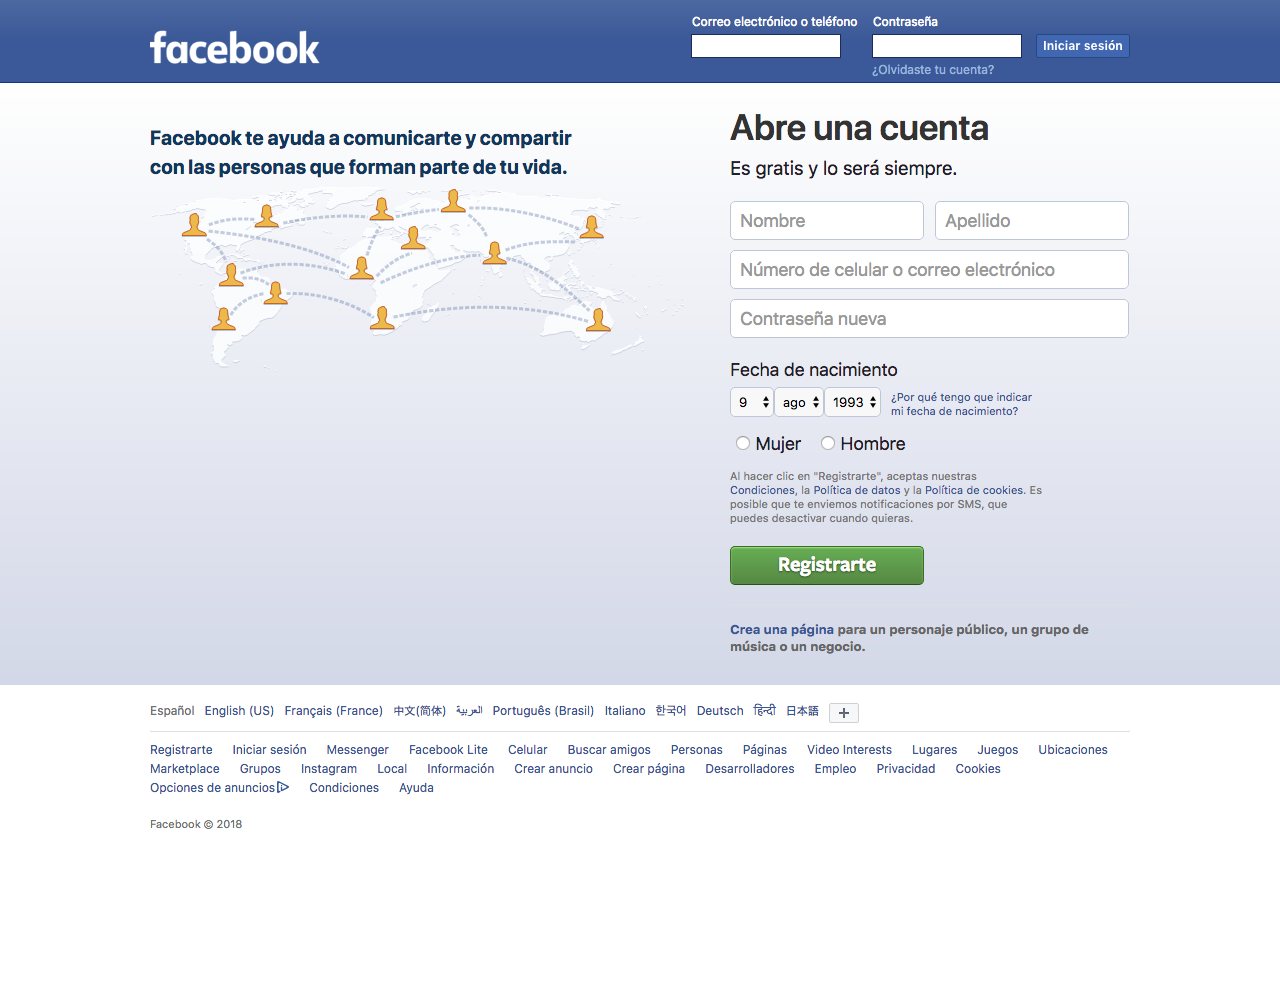 facebook
Correo electrónico o teléfono
Contraseña
Iniciar sesión
¿Olvidaste tu cuenta?
Facebook te ayuda a comunicarte y compartir
con las personas que forman parte de tu vida.
Abre una cuenta
Es gratis y lo será siempre.
Nombre
Apellido
Número de celular o correo electrónico
Contraseña nueva
Fecha de nacimiento
9 ago 1993
¿Por qué tengo que indicar
mi fecha de nacimiento?
Mujer Hombre
Al hacer clic en "Registrarte", aceptas nuestras
Condiciones, la Política de datos y la Política de cookies. Es
posible que te enviemos notificaciones por SMS, que
puedes desactivar cuando quieras.
Registrarte
Crea una página para un personaje público, un grupo de
música o un negocio.
Español English (US) Français (France) 中文(简体) العربية Português (Brasil) Italiano 한국어 Deutsch हिन्दी 日本語
Registrarte Iniciar sesión Messenger Facebook Lite Celular Buscar amigos Personas Páginas Video Interests Lugares Juegos Ubicaciones
Marketplace Grupos Instagram Local Información Crear anuncio Crear página Desarrolladores Empleo Privacidad Cookies
Opciones de anuncios Condiciones Ayuda
Facebook © 2018